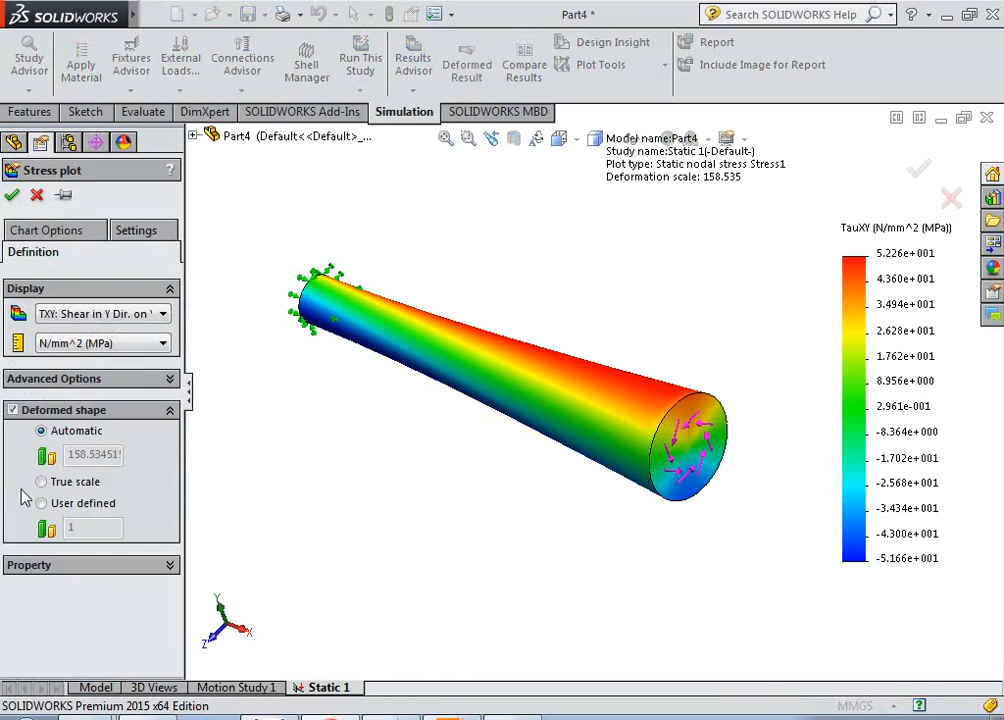 SOLIDWORKS
Part4 *
Search SOLIDWORKS Help
Study Advisor
Apply Material
Fixtures Advisor
External Loads...
Connections Advisor
Shell Manager
Run This Study
Results Advisor
Deformed Result
Compare Results
Design Insight
Plot Tools
Report
Include Image for Report
Features
Sketch
Evaluate
DimXpert
SOLIDWORKS Add-Ins
Simulation
SOLIDWORKS MBD
Part4 (Default<<Default>_...
Model name:Part4
Study name:Static 1(-Default-)
Plot type: Static nodal stress Stress1
Deformation scale: 158.535
Stress plot
?
Chart Options
Settings
Definition
Display
TXY: Shear in Y Dir. on
N/mm^2 (MPa)
Advanced Options
Deformed shape
Automatic
True scale
User defined
1
Property
TauXY (N/mm^2 (MPa))
5.226e+001
4.360e+001
3.494e+001
2.628e+001
1.762e+001
8.956e+000
2.961e-001
-8.364e+000
-1.702e+001
-2.568e+001
-3.434e+001
-4.300e+001
-5.166e+001
Y
X
Z
Model
3D Views
Motion Study 1
Static 1
SOLIDWORKS Premium 2015 x64 Edition
MMGS